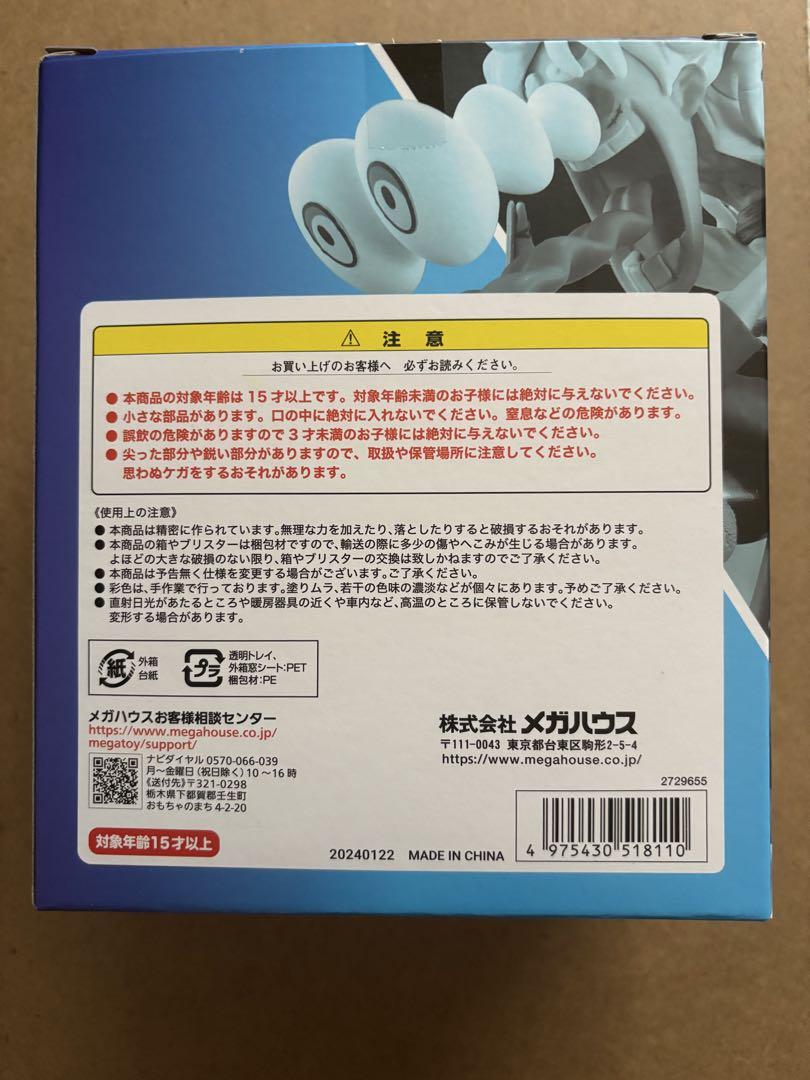 ⚠ 注意
お買い上げのお客様へ 必ずお読みください。
●本商品の対象年齢は15才以上です。対象年齢未満のお子様には絶対に与えないでください。
●小さな部品があります。口の中に絶対に入れないでください。窒息などの危険があります。
●誤飲の危険がありますので3才未満のお子様には絶対に与えないでください。
●尖った部分や鋭い部分がありますので、取扱や保管場所に注意してください。
思わぬケガをするおそれがあります。
《使用上の注意》
●本商品は精密に作られています。無理な力を加えたり、落としたりすると破損するおそれがあります。
●本商品の箱やブリスターは梱包材ですので、輸送の際に多少の傷やへこみが生じる場合があります。
よほどの大きな破損のない限り、箱やブリスターの交換は致しかねますのでご了承ください。
●本商品は予告無く仕様を変更する場合がございます。ご了承ください。
●彩色は、手作業で行っております。塗りムラ、若干の色味の濃淡などが個々にあります。予めご了承ください。
●直射日光があたるところや暖房器具の近くや車内など、高温のところに保管しないでください。
変形する場合があります。
紙
外箱
台紙
プラ
透明トレイ、
外箱窓シート:PET
梱包材:PE
メガハウスお客様相談センター
https://www.megahouse.co.jp/
megatoy/support/
ナビダイヤル 0570-066-039
月〜金曜日(祝日除く)10〜16時
《送付先》〒321-0298
栃木県下都賀郡壬生町
おもちゃのまち4-2-20
対象年齢15才以上
株式会社 メガハウス
〒111-0043 東京都台東区駒形2-5-4
https://www.megahouse.co.jp/
2729655
20240122 MADE IN CHINA
4 975430 518110